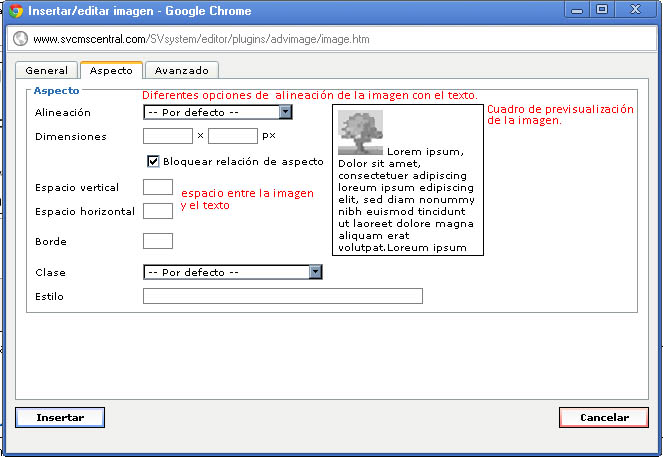 Insertar/editar imagen - Google Chrome
www.svcmscentral.com/SVsystem/editor/plugins/advimage/image.htm
General Aspecto Avanzado
Aspecto
Diferentes opciones de alineación de la imagen con el texto.
Alineación -- Por defecto --
Cuadro de previsualización
de la imagen.
Dimensiones x px
Bloquear relación de aspecto
Espacio vertical
espacio entre la imagen
y el texto
Espacio horizontal
Borde
Clase -- Por defecto --
Estilo
Lorem ipsum,
Dolor sit amet,
consectetuer adipiscing
loreum ipsum edipiscing
elit, sed diam nonummy
nibh euismod tincidunt
ut laoreet dolore magna
aliquam erat
volutpat.Loreum ipsum
Insertar
Cancelar